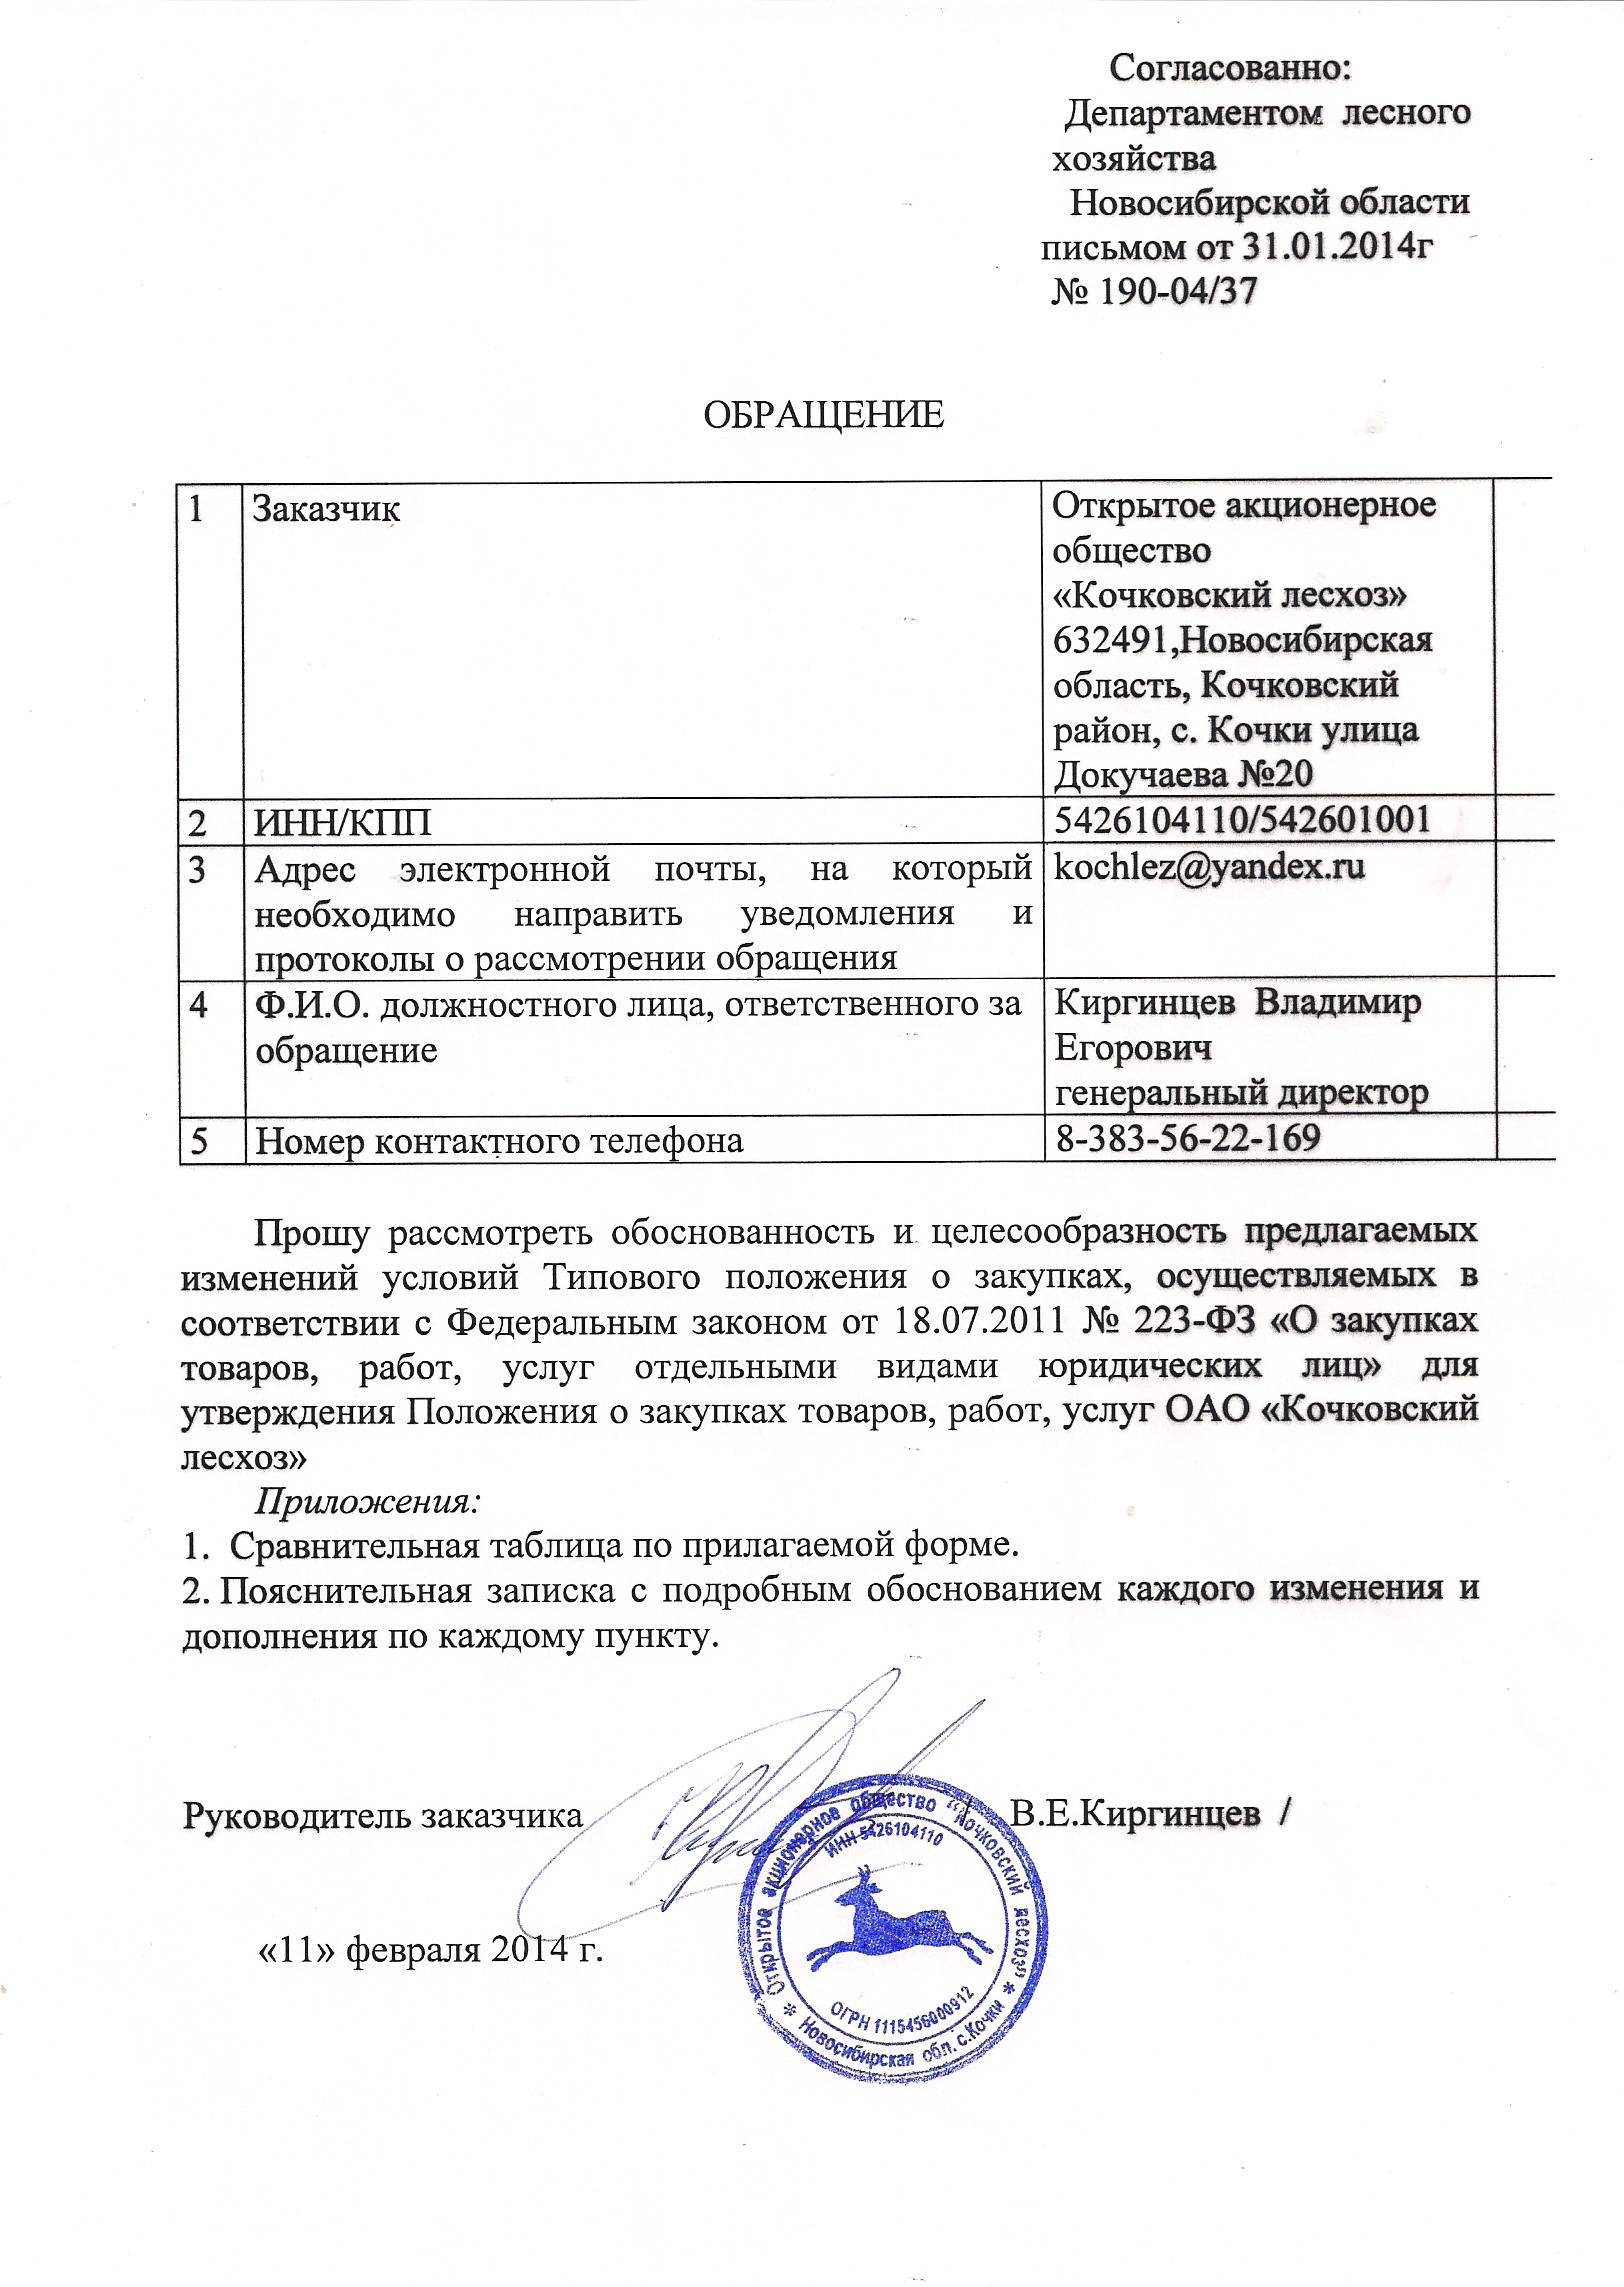 Согласованно:
Департаментом лесного
хозяйства
Новосибирской области
письмом от 31.01.2014г
№ 190-04/37
ОБРАЩЕНИЕ
1 Заказчик Открытое акционерное
общество
«Кочковский лесхоз»
632491,Новосибирская
область, Кочковский
район, с. Кочки улица
Докучаева №20
2 ИНН/КПП 5426104110/542601001
3 Адрес электронной почты, на который kochlez@yandex.ru
необходимо направить уведомления и
протоколы о рассмотрении обращения
4 Ф.И.О. должностного лица, ответственного за Киргинцев Владимир
обращение Егорович
генеральный директор
5 Номер контактного телефона 8-383-56-22-169
Прошу рассмотреть обоснованность и целесообразность предлагаемых
изменений условий Типового положения о закупках, осуществляемых в
соответствии с Федеральным законом от 18.07.2011 № 223-ФЗ «О закупках
товаров, работ, услуг отдельными видами юридических лиц» для
утверждения Положения о закупках товаров, работ, услуг ОАО «Кочковский
лесхоз»
Приложения:
1. Сравнительная таблица по прилагаемой форме.
2. Пояснительная записка с подробным обоснованием каждого изменения и
дополнения по каждому пункту.
Руководитель заказчика / В.Е.Киргинцев /
«11» февраля 2014 г.
Открытое акционерное общество "Кочковский лесхоз"
ИНН 5426104110
ОГРН 1115456000912
* Новосибирская обл. с.Кочки *